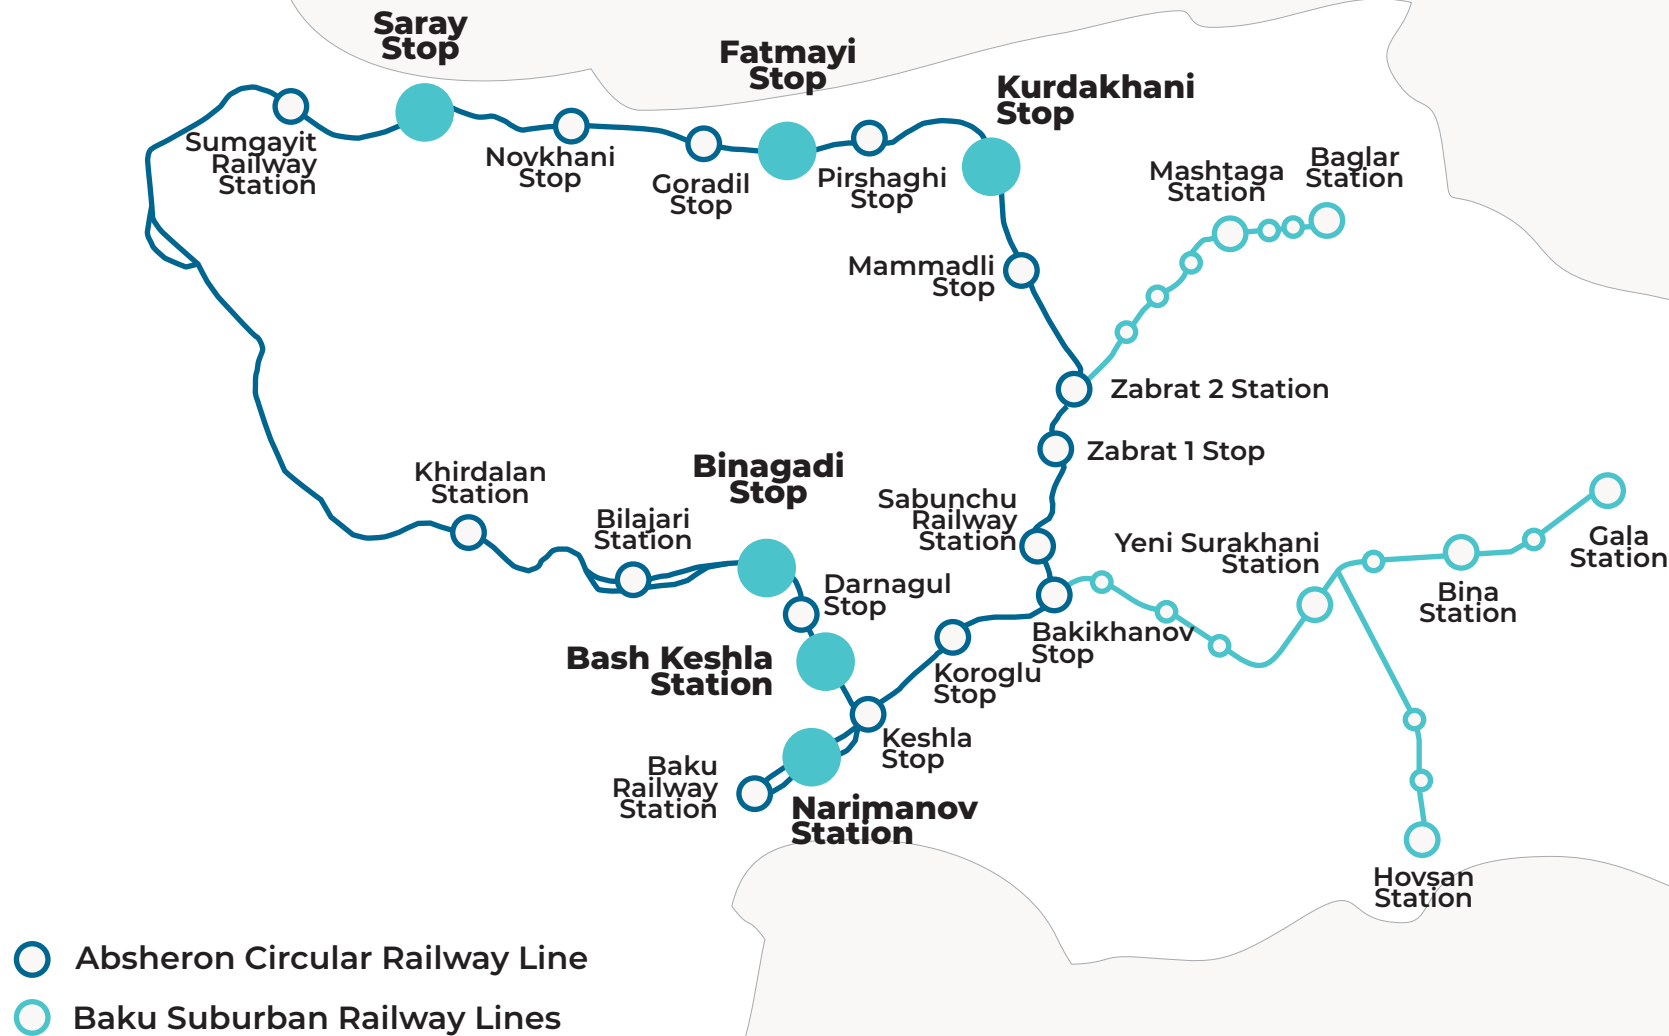 Saray
Stop
Fatmayi
Stop
Kurdakhani
Stop
Sumgayit
Railway
Station
Novkhani
Stop
Goradil
Stop
Pirshaghi
Stop
Mashtaga
Station
Baglar
Station
Mammadli
Stop
Zabrat 2 Station
Zabrat 1 Stop
Khirdalan
Station
Binagadi
Stop
Bilajari
Station
Sabunchu
Railway
Station
Yeni Surakhani
Station
Gala
Station
Bina
Station
Darnagul
Stop
Bakikhanov
Stop
Bash Keshla
Station
Koroglu
Stop
Keshla
Stop
Baku
Railway
Station
Narimanov
Station
Hovsan
Station
Absheron Circular Railway Line
Baku Suburban Railway Lines